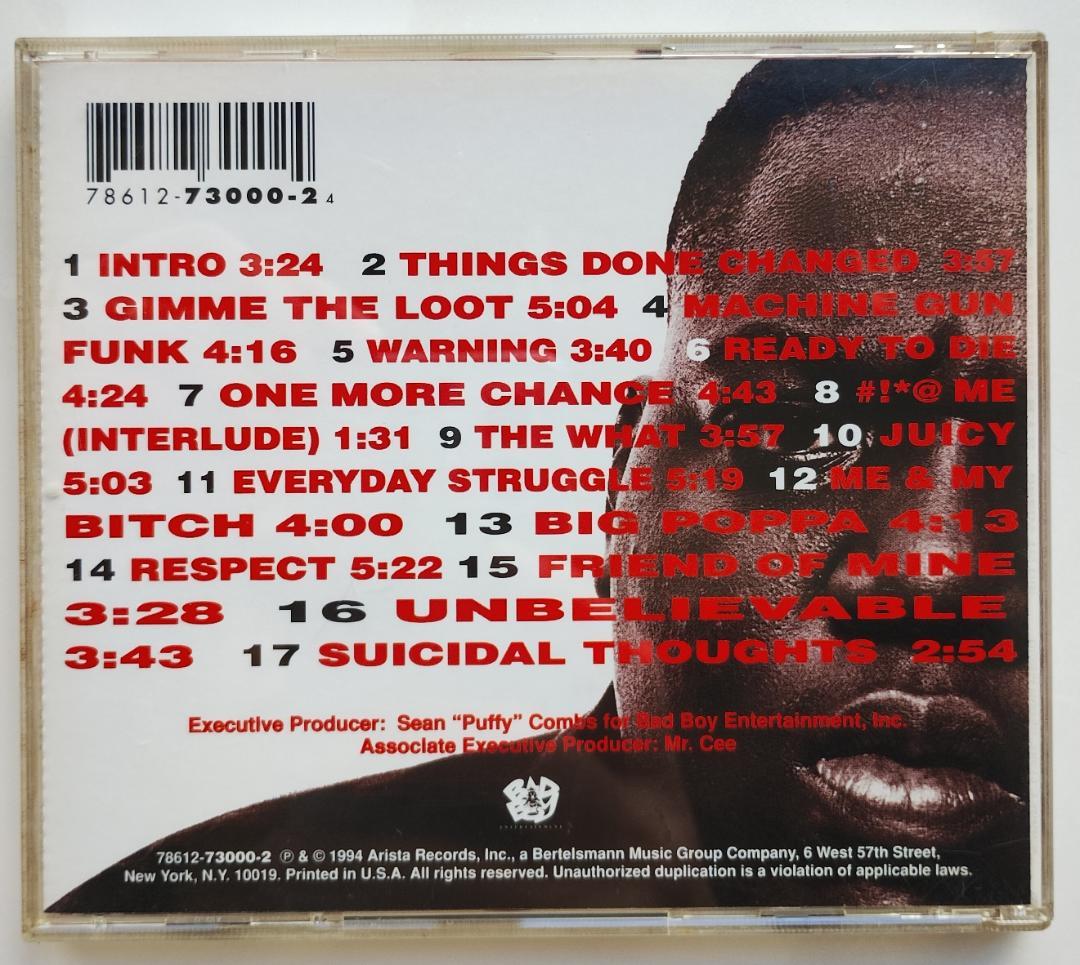 78612-73000-2 4
1 INTRO 3:24 2 THINGS DONE CHANGED 3:57
3 GIMME THE LOOT 5:04 4 MACHINE GUN
FUNK 4:16 5 WARNING 3:40 6 READY TO DIE
4:24 7 ONE MORE CHANCE 4:43 8 #!*@ ME
(INTERLUDE) 1:31 9 THE WHAT 3:57 10 JUICY
5:03 11 EVERYDAY STRUGGLE 5:19 12 ME & MY
BITCH 4:00 13 BIG POPPA 4:13
14 RESPECT 5:22 15 FRIEND OF MINE
3:28 16 UNBELIEVABLE
3:43 17 SUICIDAL THOUGHTS 2:54
Executive Producer: Sean "Puffy" Combs for Bad Boy Entertainment, Inc.
Associate Executive Producer: Mr. Cee
BAD BOY
ENTERTAINMENT
78612-73000-2 ℗ & © 1994 Arista Records, Inc., a Bertelsmann Music Group Company, 6 West 57th Street,
New York, N.Y. 10019. Printed in U.S.A. All rights reserved. Unauthorized duplication is a violation of applicable laws.